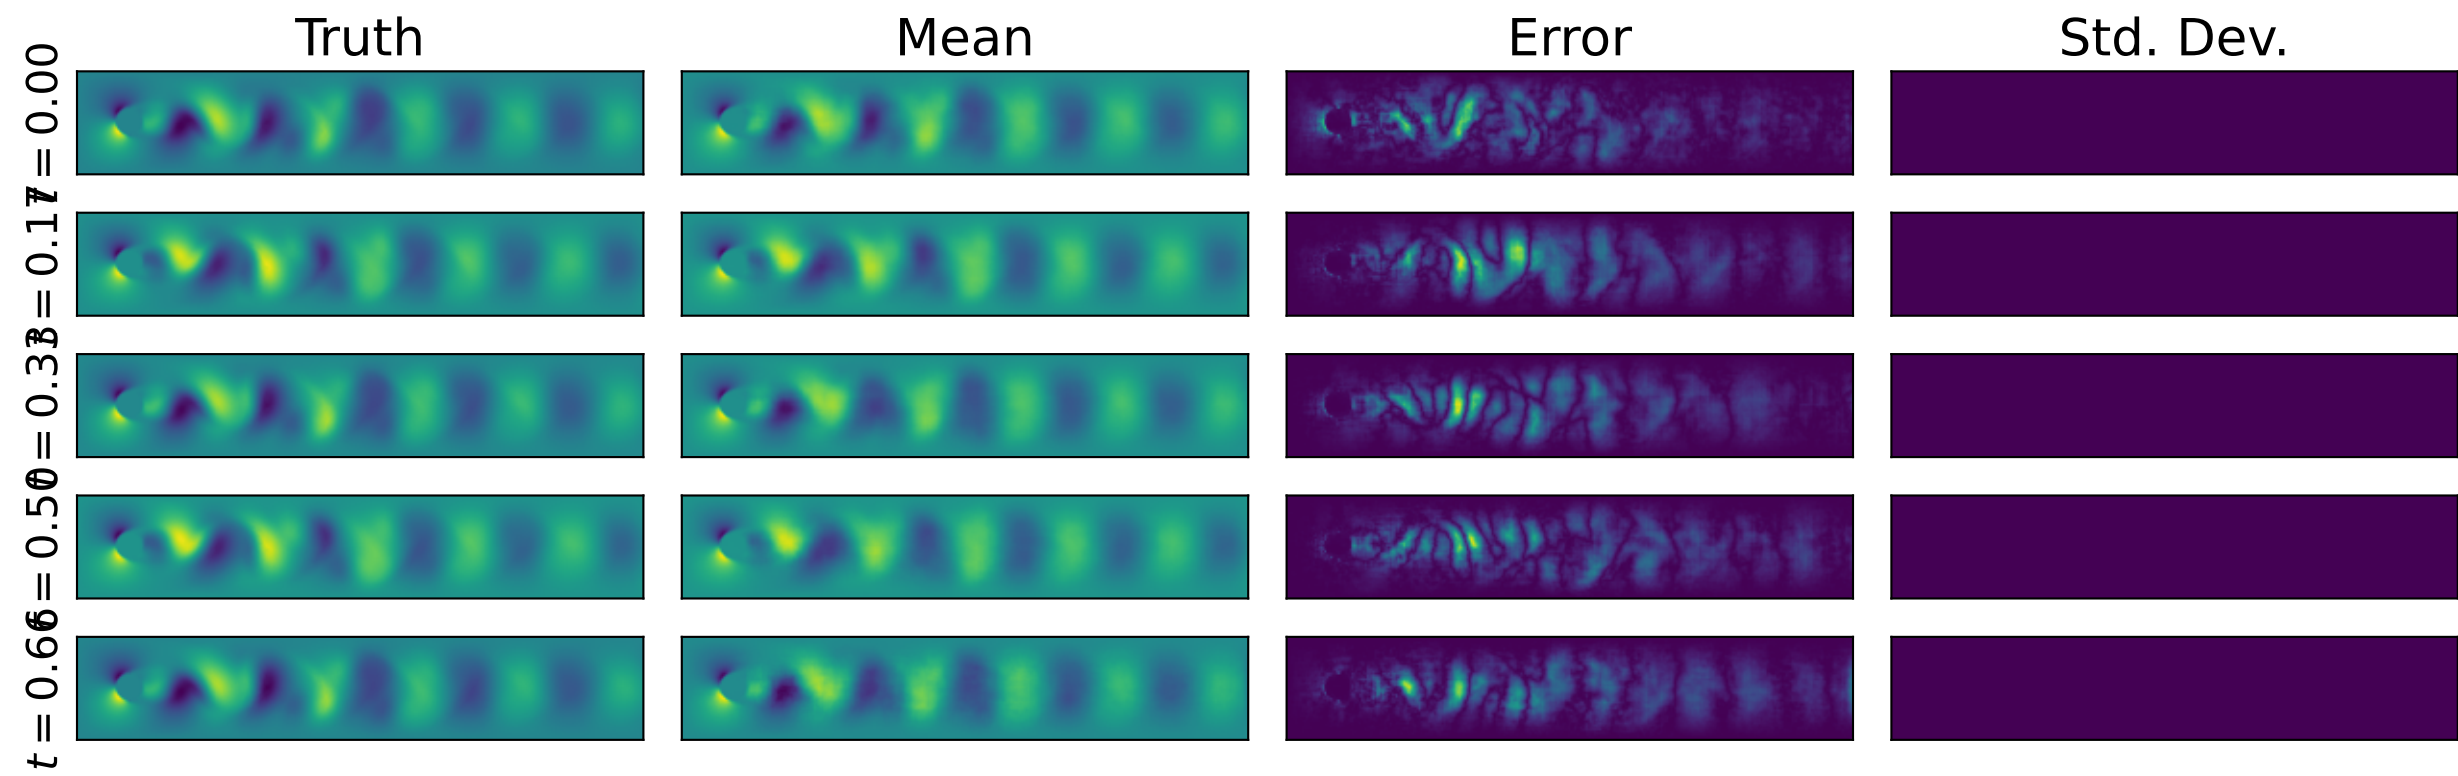 Truth Mean Error Std. Dev.
t = 0.00
t = 0.17
t = 0.33
t = 0.50
t = 0.66